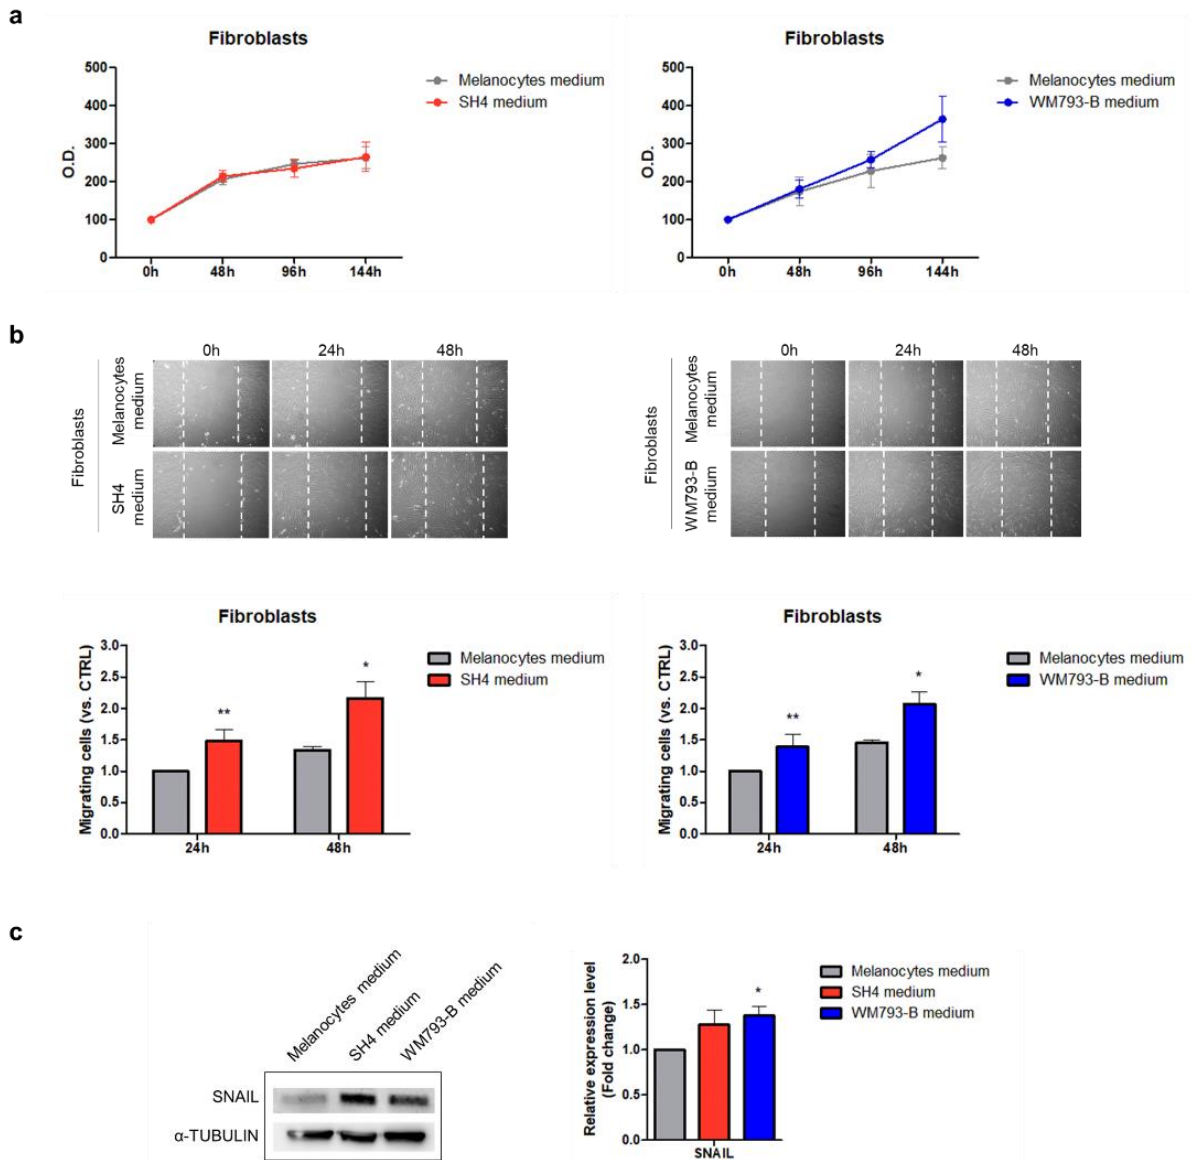 a
Fibroblasts
500
400
300
200
100
0
O.D.
0h 48h 96h 144h
Melanocytes medium
SH4 medium
Fibroblasts
500
400
300
200
100
0
O.D.
0h 48h 96h 144h
Melanocytes medium
WM793-B medium
b
0h 24h 48h
Fibroblasts
Melanocytes
medium
SH4
medium
0h 24h 48h
Fibroblasts
Melanocytes
medium
WM793-B
medium
Fibroblasts
3.0
2.5
2.0
1.5
1.0
0.5
0.0
Migrating cells (vs. CTRL)
**
*
24h 48h
Melanocytes medium
SH4 medium
Fibroblasts
3.0
2.5
2.0
1.5
1.0
0.5
0.0
Migrating cells (vs. CTRL)
**
*
24h 48h
Melanocytes medium
WM793-B medium
c
Melanocytes medium
SH4 medium
WM793-B medium
SNAIL
α-TUBULIN
2.0
1.5
1.0
0.5
0.0
Relative expression level
(Fold change)
*
SNAIL
Melanocytes medium
SH4 medium
WM793-B medium